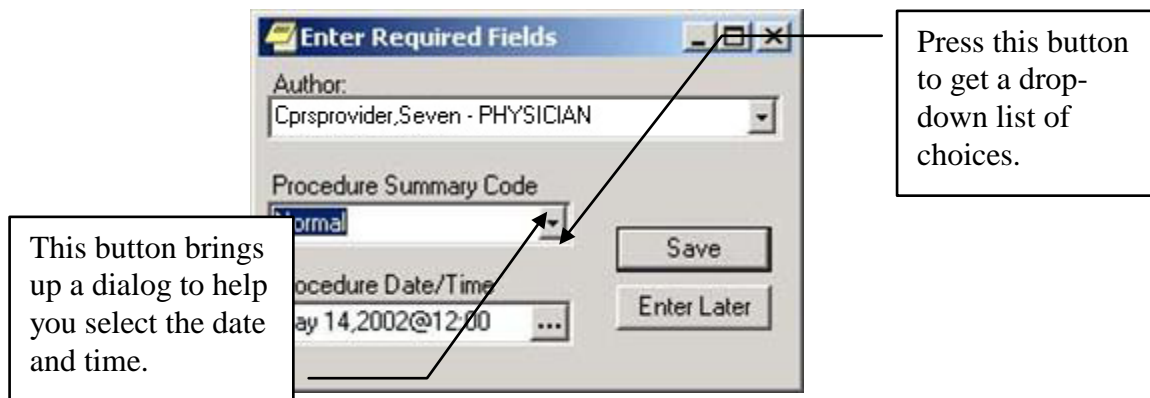 Enter Required Fields
Author:
Cprsprovider,Seven - PHYSICIAN
Procedure Summary Code
Normal
Save
ocedure Date/Time
ay 14,2002@12:00
...
Enter Later
Press this button
to get a drop-
down list of
choices.
This button brings
up a dialog to help
you select the date
and time.